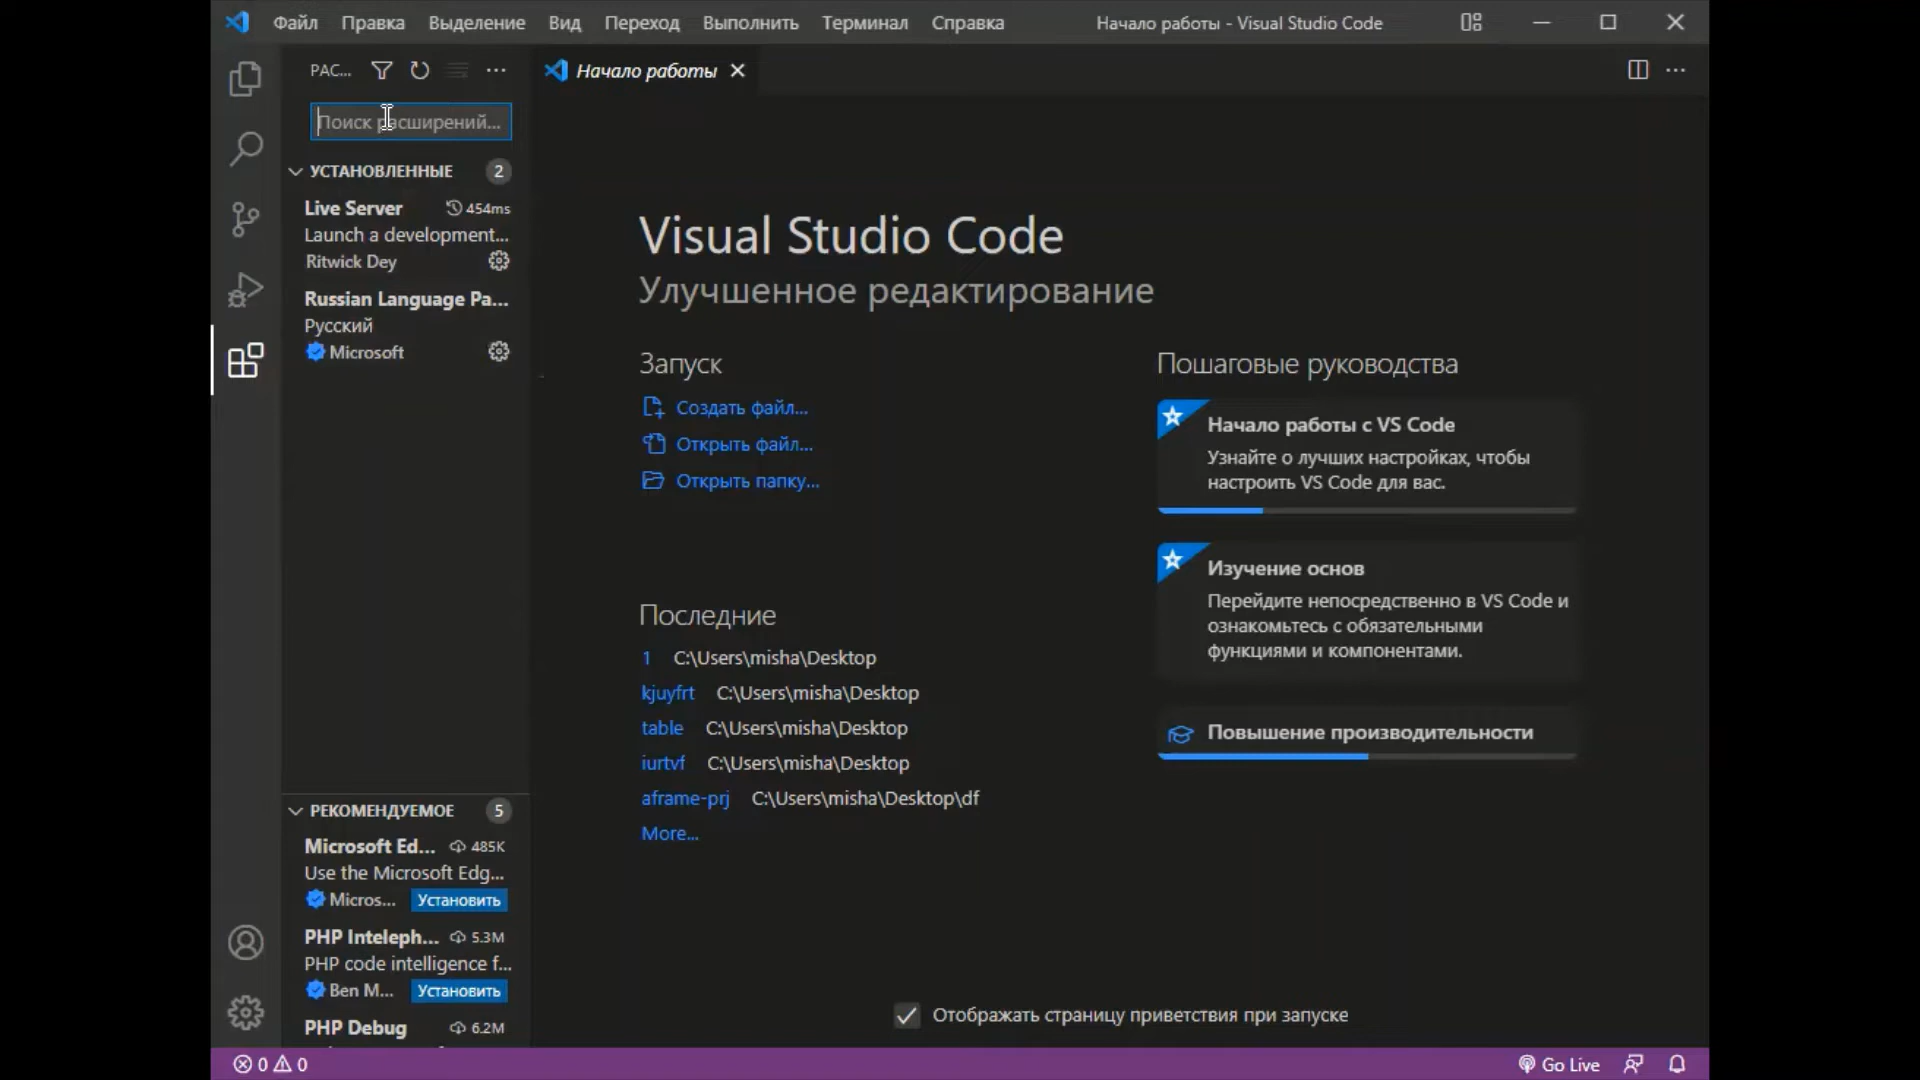 Файл Правка Выделение Вид Переход Выполнить Терминал Справка Начало работы - Visual Studio Code
РАС...
Начало работы
Поиск расширений...
УСТАНОВЛЕННЫЕ 2
Live Server 454ms
Launch a development...
Ritwick Dey
Russian Language Pa...
Русский
Microsoft
РЕКОМЕНДУЕМОЕ 5
Microsoft Ed... 485K
Use the Microsoft Edg...
Micros... Установить
PHP Inteleph... 5.3M
PHP code intelligence f...
Ben M... Установить
PHP Debug 6.2M
Visual Studio Code
Улучшенное редактирование
Запуск
Создать файл...
Открыть файл...
Открыть папку...
Последние
1 C:\Users\misha\Desktop
kjuyfrt C:\Users\misha\Desktop
table C:\Users\misha\Desktop
iurtvf C:\Users\misha\Desktop
aframe-prj C:\Users\misha\Desktop\df
More...
Пошаговые руководства
Начало работы с VS Code
Узнайте о лучших настройках, чтобы
настроить VS Code для вас.
Изучение основ
Перейдите непосредственно в VS Code и
ознакомьтесь с обязательными
функциями и компонентами.
Повышение производительности
Отображать страницу приветствия при запуске
0 0
Go Live